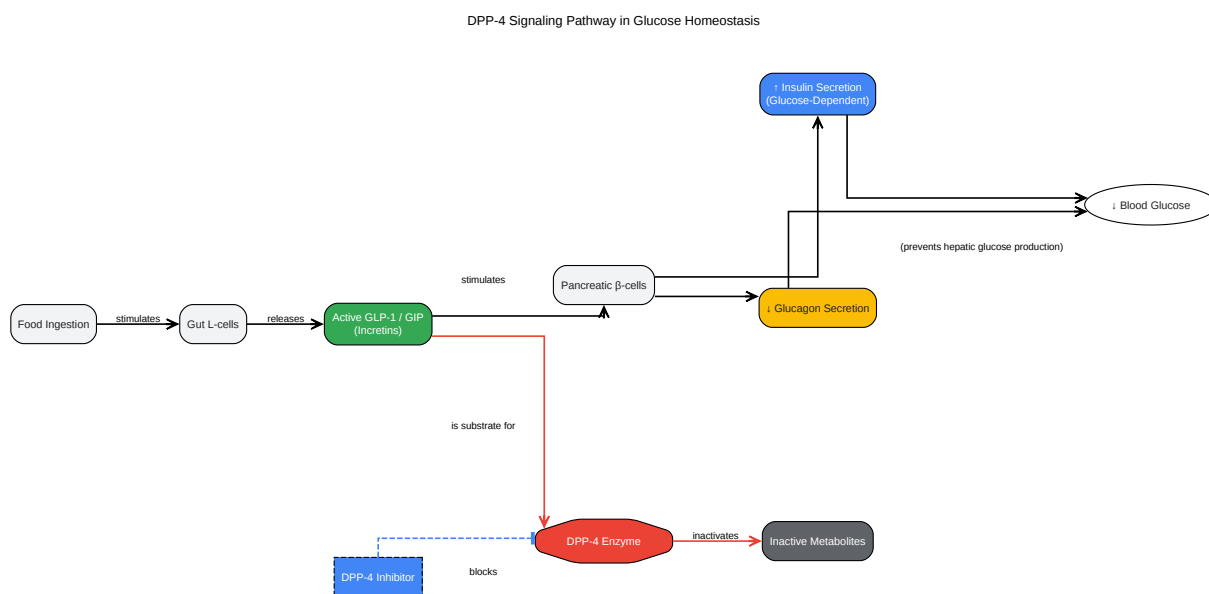 DPP-4 Signaling Pathway in Glucose Homeostasis
↑ Insulin Secretion
(Glucose-Dependent)
↓ Blood Glucose
(prevents hepatic glucose production)
stimulates
Pancreatic β-cells
↓ Glucagon Secretion
Food Ingestion
stimulates
Gut L-cells
releases
Active GLP-1 / GIP
(Incretins)
is substrate for
DPP-4 Enzyme
inactivates
Inactive Metabolites
DPP-4 Inhibitor
blocks